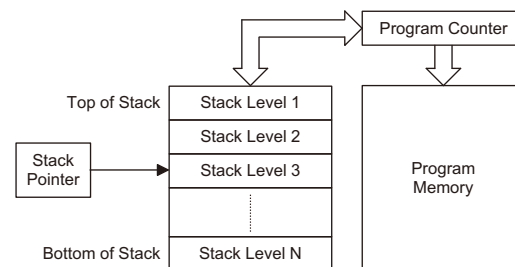 Program Counter
Top of Stack
Stack Level 1
Stack Level 2
Stack
Pointer
Stack Level 3
Program
Memory
Bottom of Stack
Stack Level N